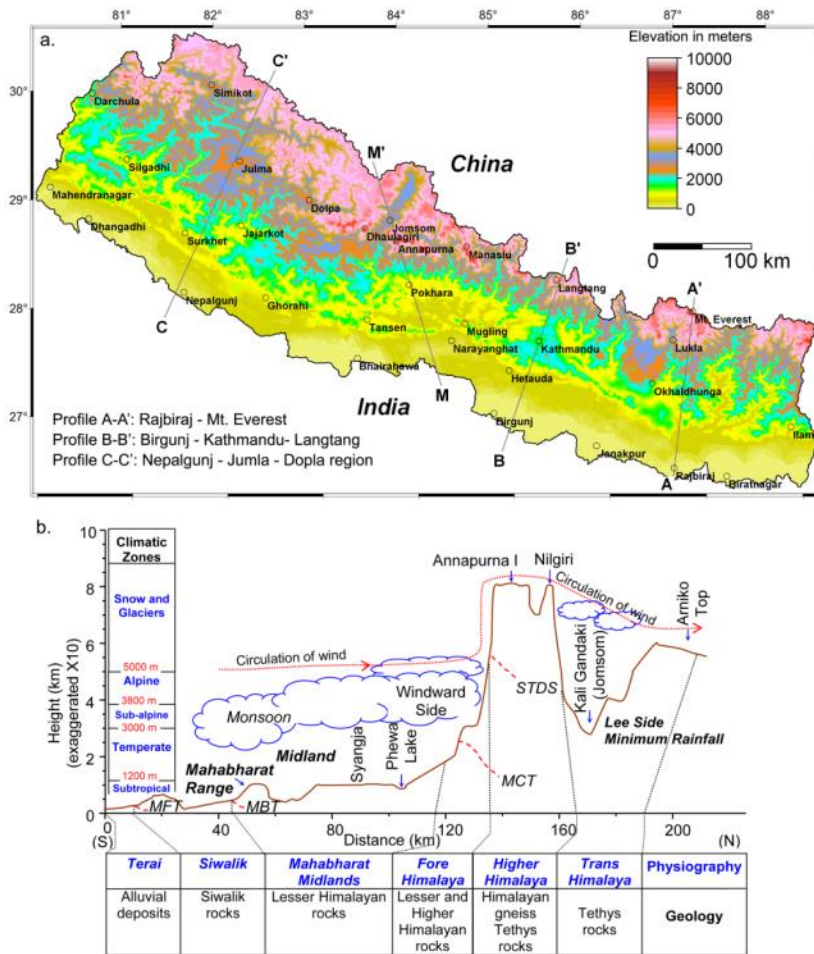 81° 82° 83° 84° 85° 86° 87° 88°
a.
Elevation in meters
10000
8000
6000
4000
2000
0
0 100 km
30°
29°
28°
27°
C'
Simikot
Darchula
M'
China
Silgadhi
Julma
Mahendranagar
Dolpa
Jomsom
Dhangadhi
Dhaulagiri
Surkhet
Jajarkot
Annapurna
Manaslu
B'
Langtang
A'
Nepalgunj
Ghorahi
Pokhara
Mt. Everest
C
Tansen
Mugling
Lukla
Narayanghat
Kathmandu
Bhairahawa
Hetauda
Okhaldhunga
M
India
Birgunj
Ilam
B
Janakpur
Rajbiraj
A
Biratnagar
Profile A-A': Rajbiraj - Mt. Everest
Profile B-B': Birgunj - Kathmandu- Langtang
Profile C-C': Nepalgunj - Jumla - Dopla region
b.
10
8
6
4
2
0
Height (km)
(exaggerated X10)
Climatic
Zones
Snow and
Glaciers
5000 m
Alpine
3800 m
Sub-alpine
3000 m
Temperate
1200 m
Subtropical
Annapurna I
Nilgiri
Circulation of wind
Arniko
Top
Circulation of wind
Windward
Side
Monsoon
STDS
Kali Gandaki
(Jomsom)
Lee Side
Minimum Rainfall
Midland
Mahabharat
Range
Syangja
Phewa
Lake
MCT
MFT
MBT
0 40 80 120 160 200
(S) Distance (km) (N)
Terai Siwalik Mahabharat Midlands Fore Himalaya Higher Himalaya Trans Himalaya Physiography
Alluvial deposits Siwalik rocks Lesser Himalayan rocks Lesser and Higher Himalayan rocks Himalayan gneiss Tethys rocks Tethys rocks Geology